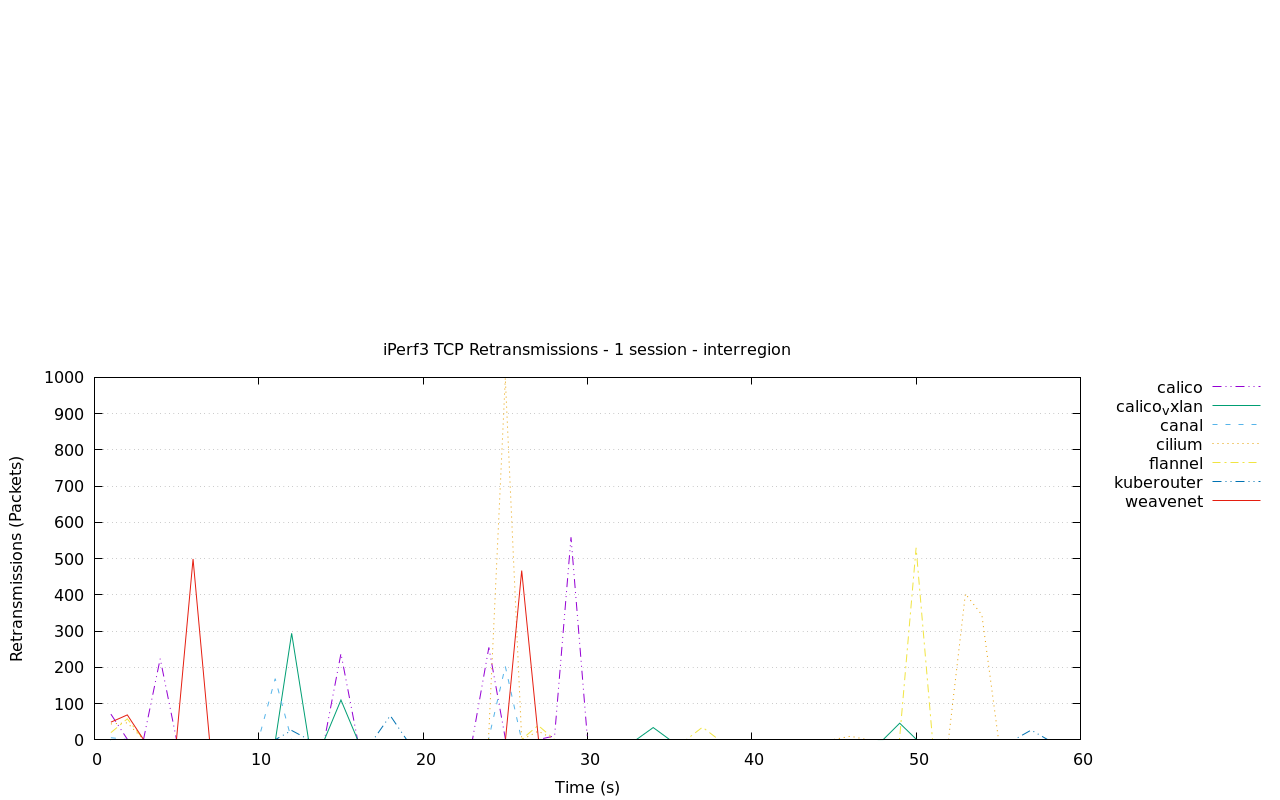 iPerf3 TCP Retransmissions - 1 session - interregion
Retransmissions (Packets)
1000
900
800
700
600
500
400
300
200
100
0
0 10 20 30 40 50 60
Time (s)
calico
calicovxlan
canal
cilium
flannel
kuberouter
weavenet